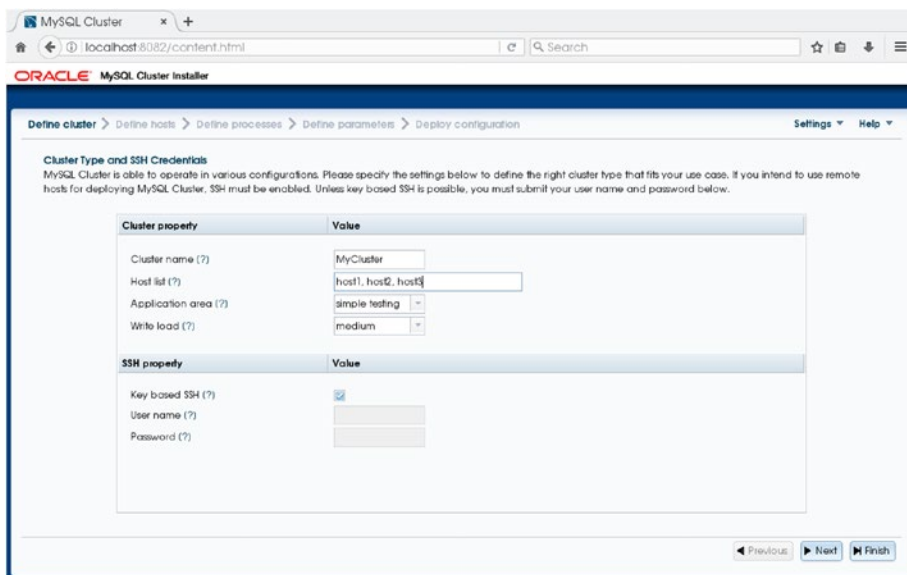 MySQL Cluster × +
localhost:8082/content.html Search
ORACLE MySQL Cluster Installer
Define cluster > Define hosts > Define processes > Define parameters > Deploy configuration Settings Help
Cluster Type and SSH Credentials
MySQL Cluster is able to operate in various configurations. Please specify the settings below to define the right cluster type that fits your use case. If you intend to use remote
hosts for deploying MySQL Cluster, SSH must be enabled. Unless key based SSH is possible, you must submit your user name and password below.
Cluster property Value
Cluster name (?) MyCluster
Host list (?) host1, host2, host3
Application area (?) simple testing
Write load (?) medium
SSH property Value
Key based SSH (?)
User name (?)
Password (?)
Previous Next Finish